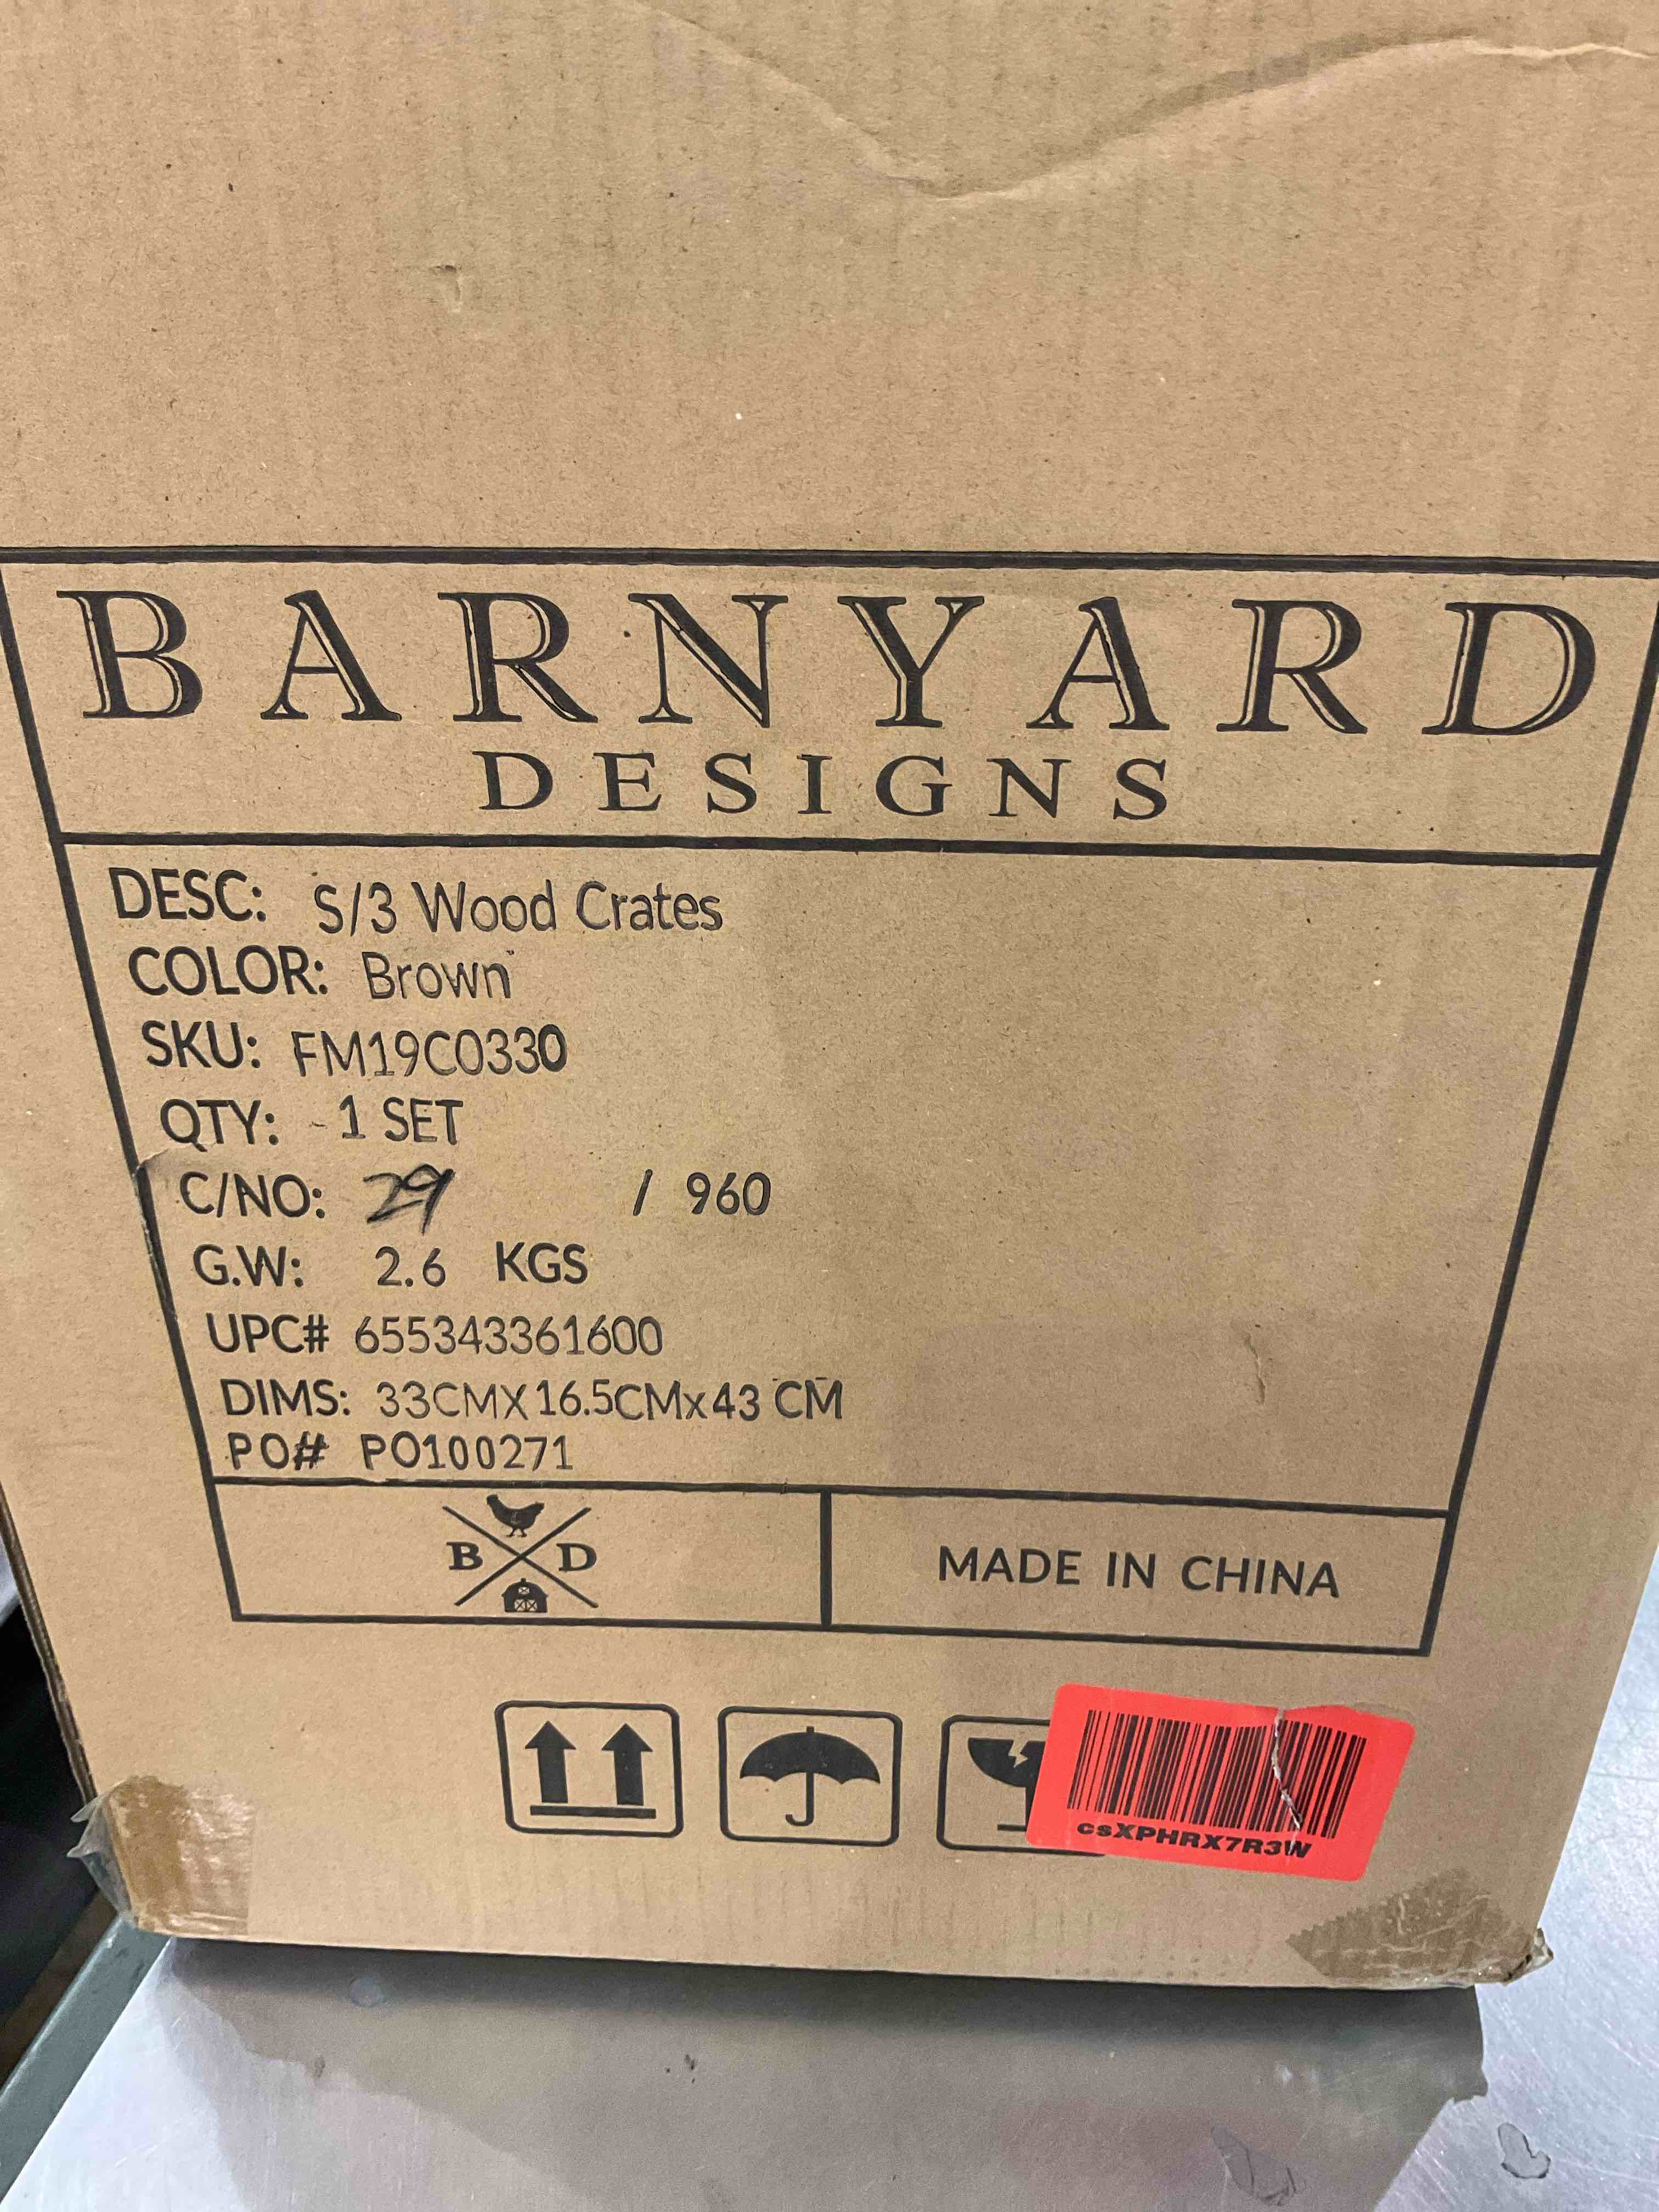 BARNYARD
DESIGNS
DESC: S/3 Wood Crates
COLOR: Brown
SKU: FM19C0330
QTY: 1 SET
C/NO: 29 / 960
G.W: 2.6 KGS
UPC# 655343361600
DIMS: 33CMX16.5CMx43 CM
PO# PO100271
B D
MADE IN CHINA
csXPHRX7R3W